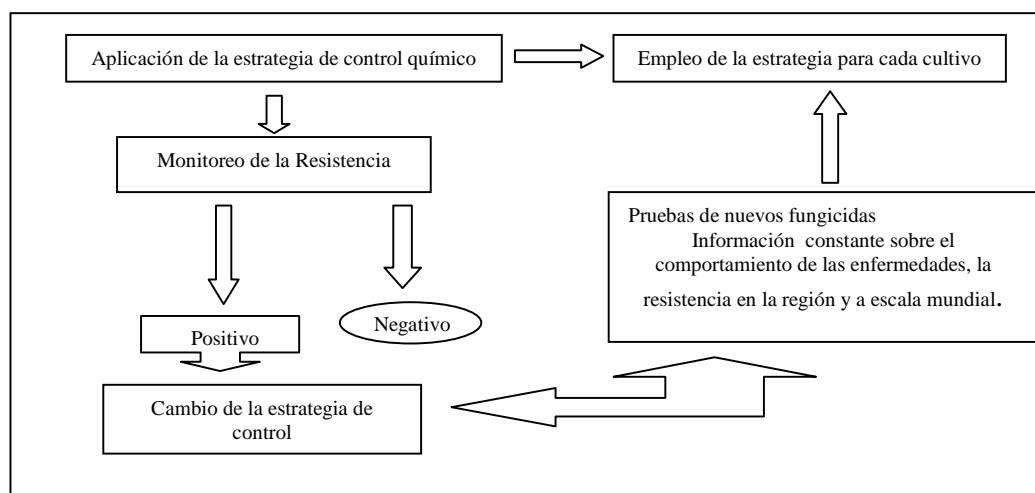 Aplicación de la estrategia de control químico
Empleo de la estrategia para cada cultivo
Monitoreo de la Resistencia
Pruebas de nuevos fungicidas
Información constante sobre el
comportamiento de las enfermedades, la
resistencia en la región y a escala mundial.
Negativo
Positivo
Cambio de la estrategia de
control